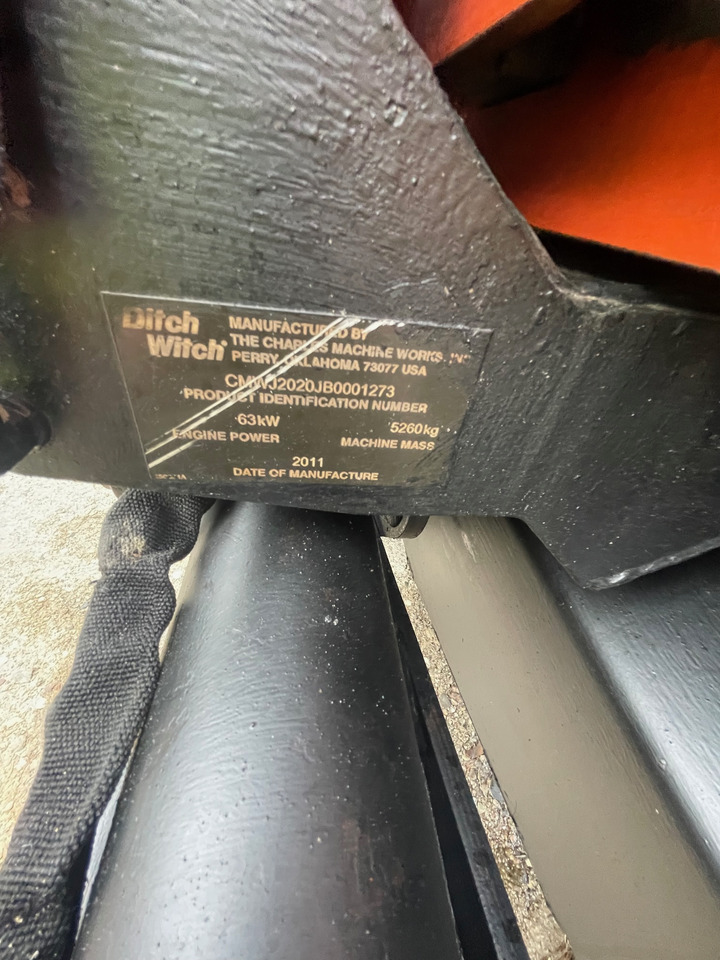 Ditch Witch®
MANUFACTURED BY
THE CHARLES MACHINE WORKS, INC
PERRY, OKLAHOMA 73077 USA
CMWJ2020JB0001273
PRODUCT IDENTIFICATION NUMBER
63kW
5260kg
ENGINE POWER
MACHINE MASS
2011
DATE OF MANUFACTURE